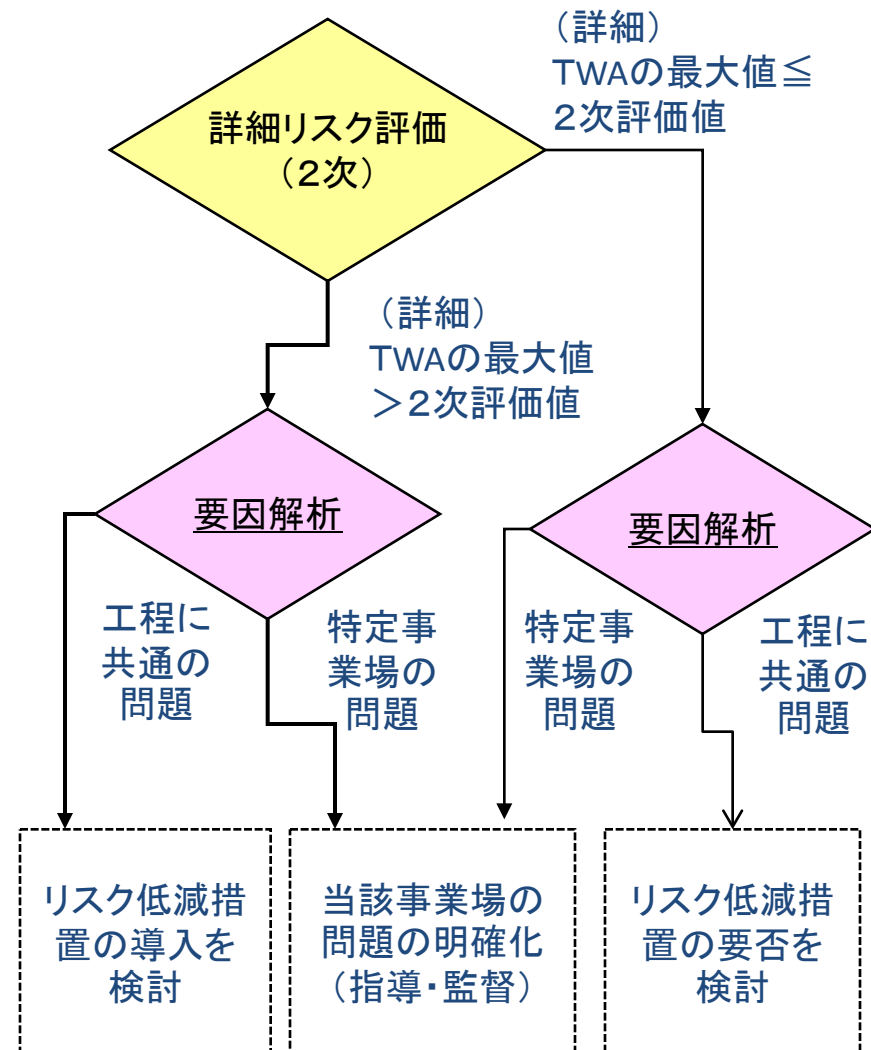 （詳細）
TWAの最大値≦
２次評価値
詳細リスク評価
（２次）
（詳細）
TWAの最大値
＞２次評価値
要因解析
要因解析
工程に
共通の
問題
特定事
業場の
問題
特定事
業場の
問題
工程に
共通の
問題
リスク低減措
置の導入を
検討
当該事業場の
問題の明確化
（指導・監督）
リスク低減措
置の要否を
検討